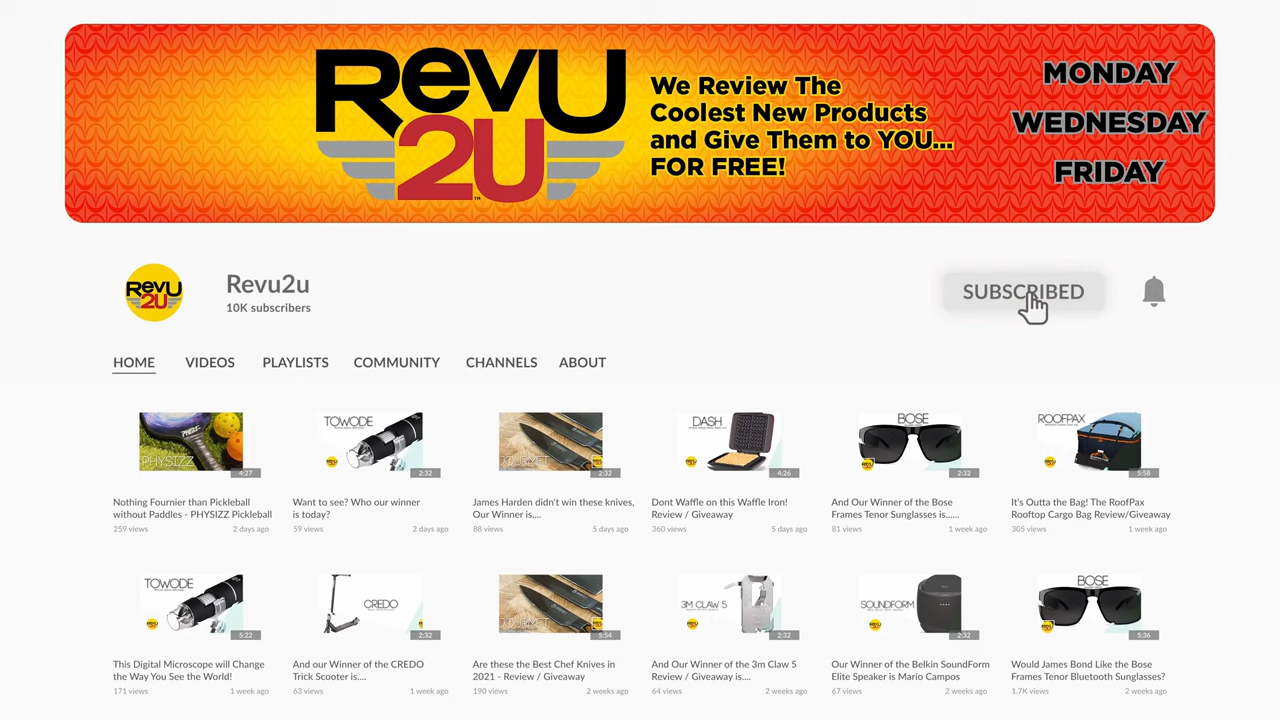 RevU
2U
™
We Review The
Coolest New Products
and Give Them to YOU...
FOR FREE!
MONDAY
WEDNESDAY
FRIDAY
RevU
2U
Revu2u
10K subscribers
SUBSCRIBED
HOME VIDEOS PLAYLISTS COMMUNITY CHANNELS ABOUT
PHYSIZZ
4:27
Nothing Fournier than Pickleball
without Paddles - PHYSIZZ Pickleball
259 views 2 days ago
TOWODE
2:32
Want to see? Who our winner
is today?
59 views 2 days ago
2:32
James Harden didn't win these knives,
Our Winner is....
88 views 5 days ago
DASH
4:26
Dont Waffle on this Waffle Iron!
Review / Giveaway
360 views 5 days ago
BOSE
2:32
And Our Winner of the Bose
Frames Tenor Sunglasses is......
81 views 1 week ago
ROOFPAX
5:58
It's Outta the Bag! The RoofPax
Rooftop Cargo Bag Review/Giveaway
305 views 1 week ago
TOWODE
5:22
This Digital Microscope will Change
the Way You See the World!
171 views 1 week ago
CREDO
2:32
And our Winner of the CREDO
Trick Scooter is....
63 views 1 week ago
5:54
Are these the Best Chef Knives in
2021 - Review / Giveaway
190 views 2 weeks ago
3M CLAW 5
2:32
And Our Winner of the 3m Claw 5
Review / Giveaway is....
64 views 2 weeks ago
SOUNDFORM
2:32
Our Winner of the Belkin SoundForm
Elite Speaker is Mario Campos
67 views 2 weeks ago
BOSE
5:36
Would James Bond Like the Bose
Frames Tenor Bluetooth Sunglasses?
1.7K views 2 weeks ago